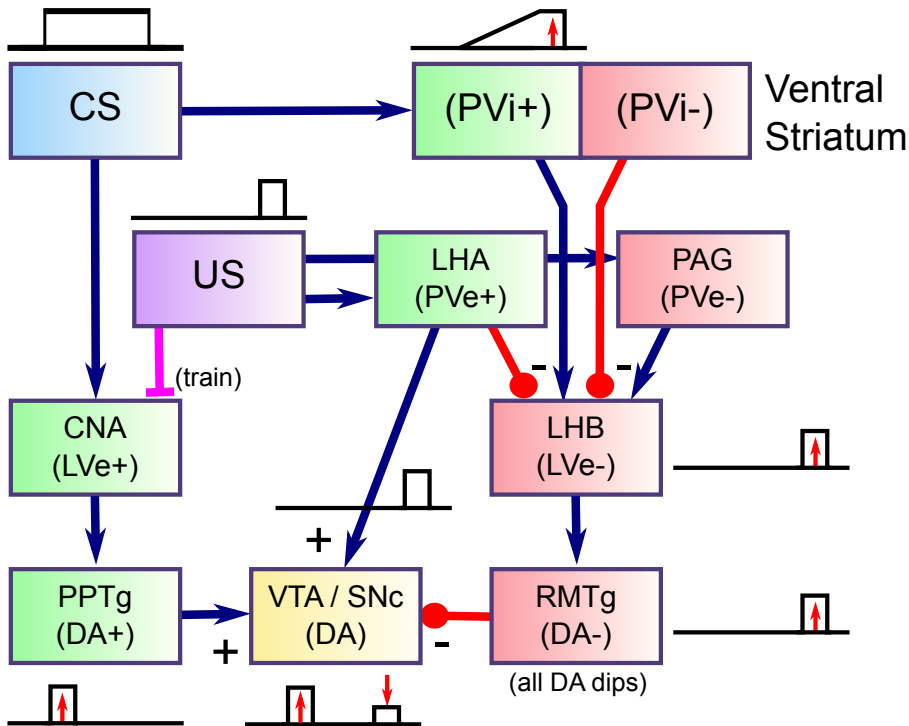 CS
(PVi+)
(PVi-)
Ventral
Striatum
US
LHA
(PVe+)
PAG
(PVe-)
(train)
-
-
CNA
(LVe+)
LHB
(LVe-)
+
PPTg
(DA+)
VTA / SNc
(DA)
RMTg
(DA-)
+
-
(all DA dips)